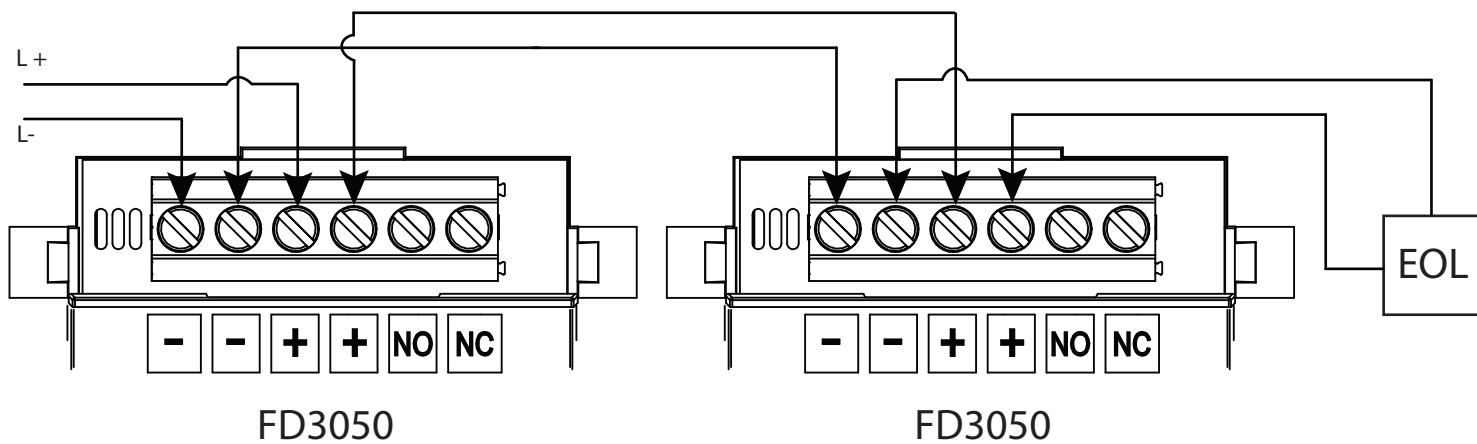 L +
L-
EOL
- - + + NO NC
- - + + NO NC
FD3050
FD3050